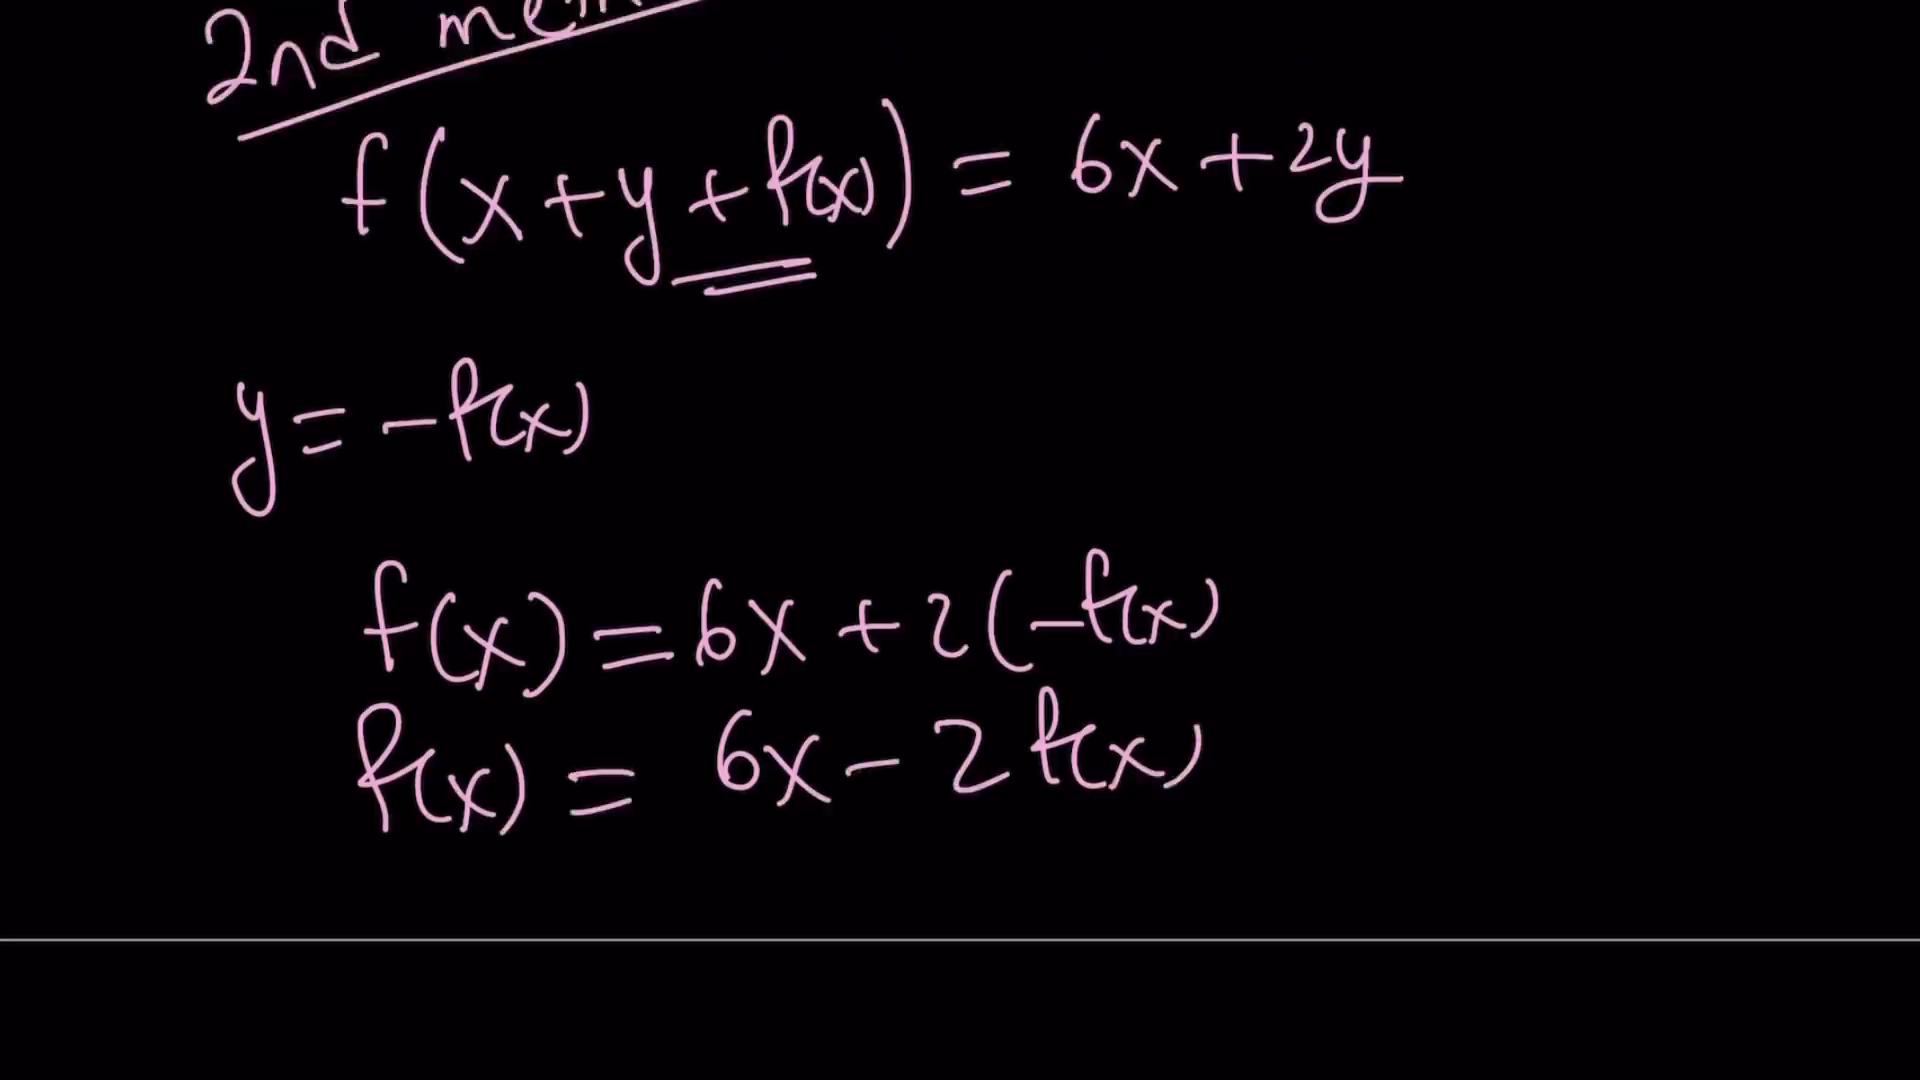 2nd
f(x+y+f(x)) = 6x+2y
y = -f(x)
f(x) = 6x+2(-f(x)
f(x) = 6x-2f(x)